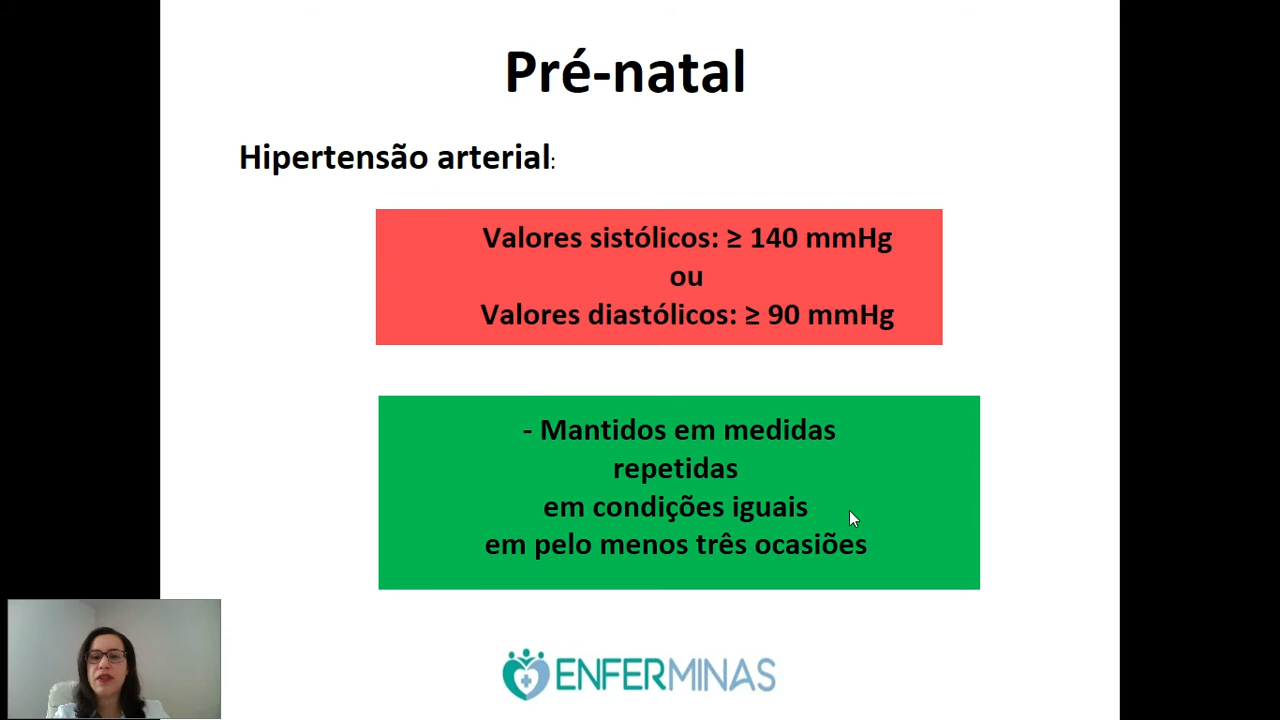 Pré-natal
Hipertensão arterial:
Valores sistólicos: ≥ 140 mmHg
ou
Valores diastólicos: ≥ 90 mmHg
- Mantidos em medidas
repetidas
em condições iguais
em pelo menos três ocasiões
ENFERMINAS